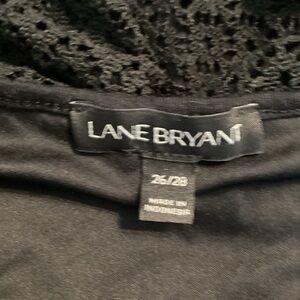 LANE BRYANT
26/28
MADE IN
INDONESIA